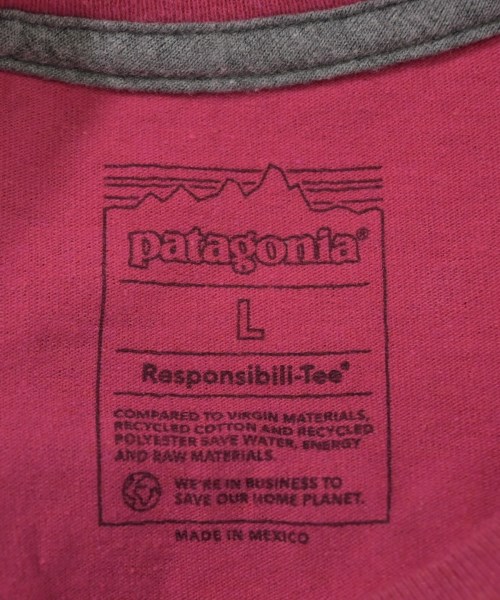 patagonia®
L
Responsibili-Tee®
COMPARED TO VIRGIN MATERIALS,
RECYCLED COTTON AND RECYCLED
POLYESTER SAVE WATER, ENERGY
AND RAW MATERIALS.
WE'RE IN BUSINESS TO
SAVE OUR HOME PLANET.
MADE IN MEXICO